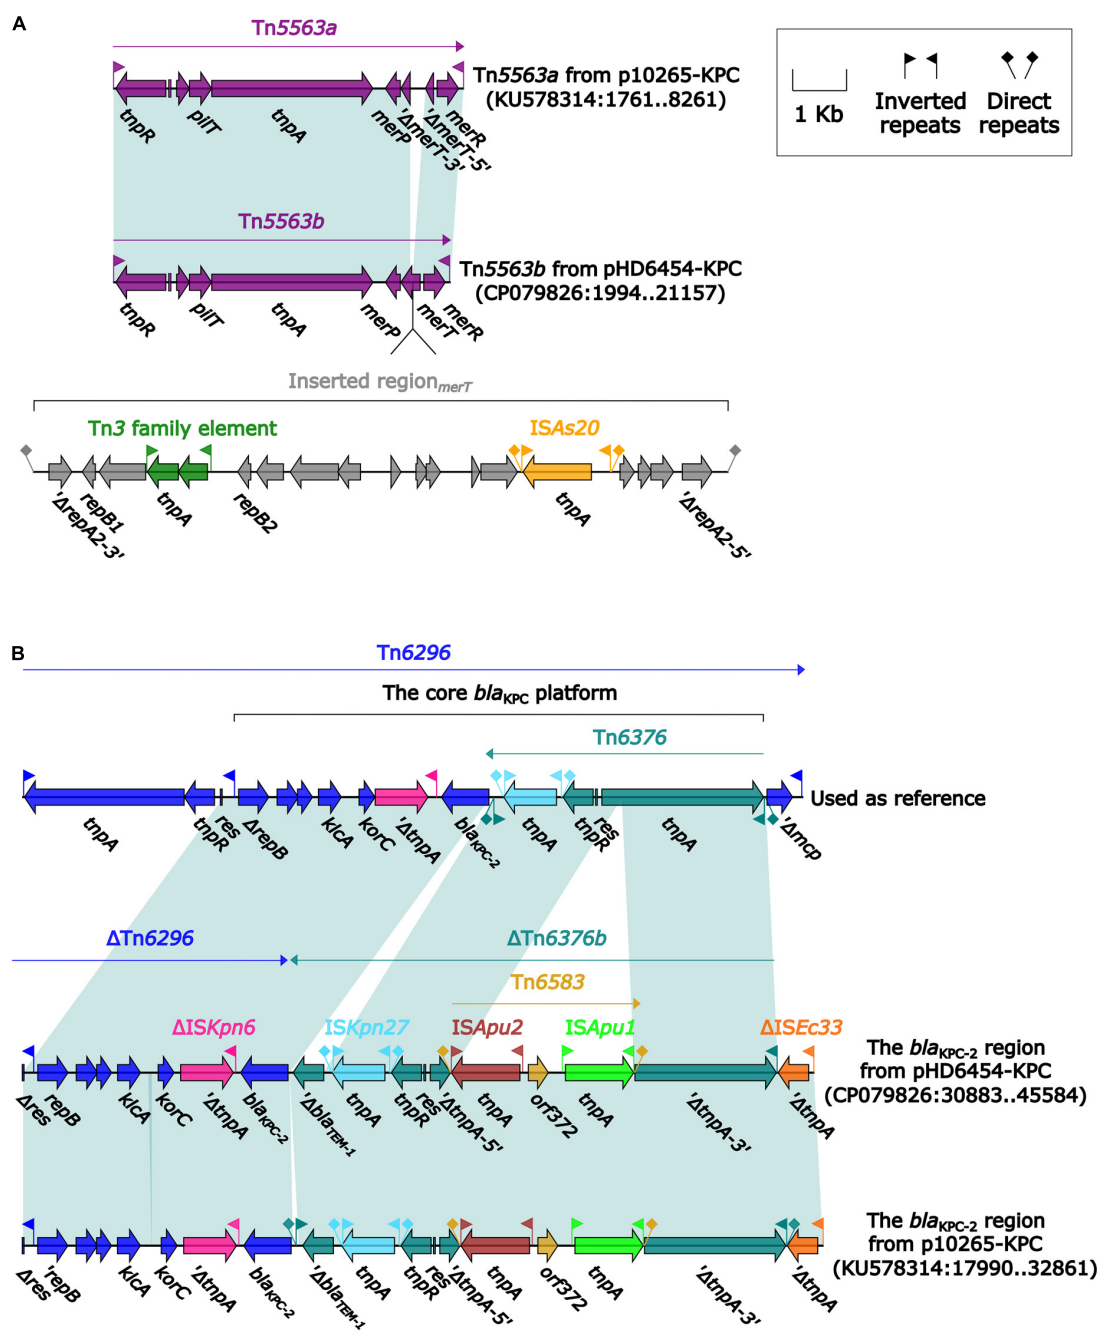 A
Tn5563a
Tn5563a from p10265-KPC
(KU578314:1761..8261)
tnpR
pilT
tnpA
merP
'ΔmerT-3'
'ΔmerT-5'
merR
1 Kb
Inverted
repeats
Direct
repeats
Tn5563b
Tn5563b from pHD6454-KPC
(CP079826:1994..21157)
tnpR
pilT
tnpA
merP
merT
merR
Inserted region merT
Tn3 family element
ISAs20
'ΔrepA2-3'
repB1
tnpA
repB2
tnpA
'ΔrepA2-5'
B
Tn6296
The core blaKPC platform
Tn6376
Used as reference
tnpA
tnpR
res
ΔrepB
klcA
korC
'ΔtnpA
blaKPC-2
tnpA
tnpR
res
tnpA
'Δmcp
ΔTn6296
ΔTn6376b
Tn6583
ΔISKpn6
ISKpn27
ISApu2
ISApu1
ΔISEc33
The blaKPC-2 region
from pHD6454-KPC
(CP079826:30883..45584)
Δres
repB
klcA
korC
'ΔtnpA
blaKPC-2
'ΔblaTEM-1
tnpA
tnpR
res
'ΔtnpA-5'
tnpA
orf372
tnpA
'ΔtnpA-3'
'ΔtnpA
The blaKPC-2 region
from p10265-KPC
(KU578314:17990..32861)
Δres
'repB
klcA
korC
'ΔtnpA
blaKPC-2
'ΔblaTEM-1
tnpA
tnpR
res
'ΔtnpA-5'
tnpA
orf372
tnpA
'ΔtnpA-3'
'ΔtnpA